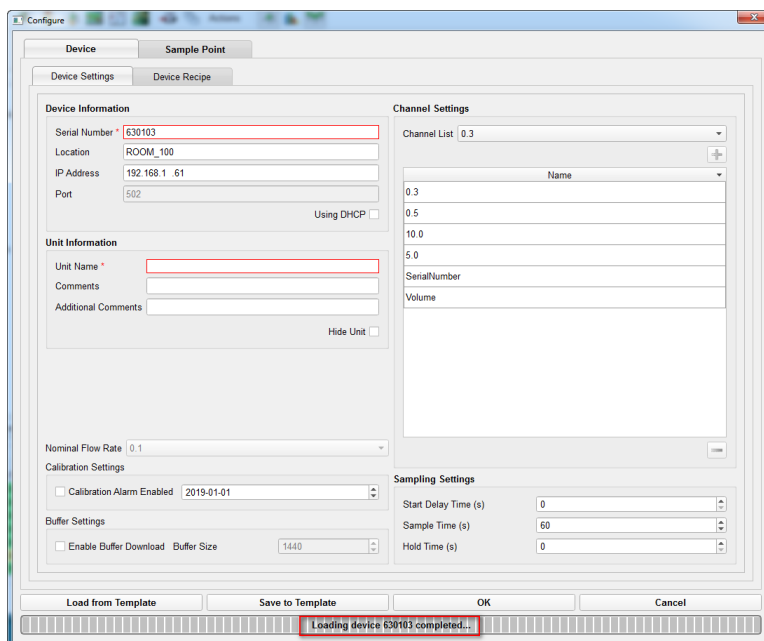 Configure
Actions
Device
Sample Point
Device Settings
Device Recipe
Device Information
Serial Number * 630103
Location ROOM_100
IP Address 192.168.1 .61
Port 502
Using DHCP
Unit Information
Unit Name *
Comments
Additional Comments
Hide Unit
Nominal Flow Rate 0.1
Calibration Settings
Calibration Alarm Enabled 2019-01-01
Buffer Settings
Enable Buffer Download Buffer Size 1440
Channel Settings
Channel List 0.3
Name
0.3
0.5
10.0
5.0
SerialNumber
Volume
Sampling Settings
Start Delay Time (s) 0
Sample Time (s) 60
Hold Time (s) 0
Load from Template
Save to Template
OK
Cancel
Loading device 630103 completed...